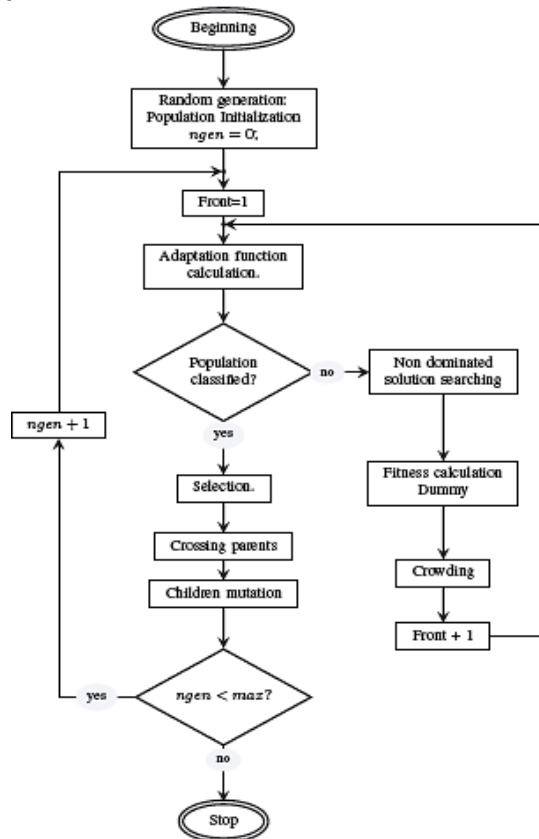 Beginning
Random generation:
Population Initialization
ngen = 0;
Front=1
Adaptation function
calculation.
Population
classified?
no
Non dominated
solution searching
ngen + 1
yes
Fitness calculation
Dummy
Selection.
Crossing parents
Crowding
Children mutation
Front + 1
yes
ngen < max?
no
Stop